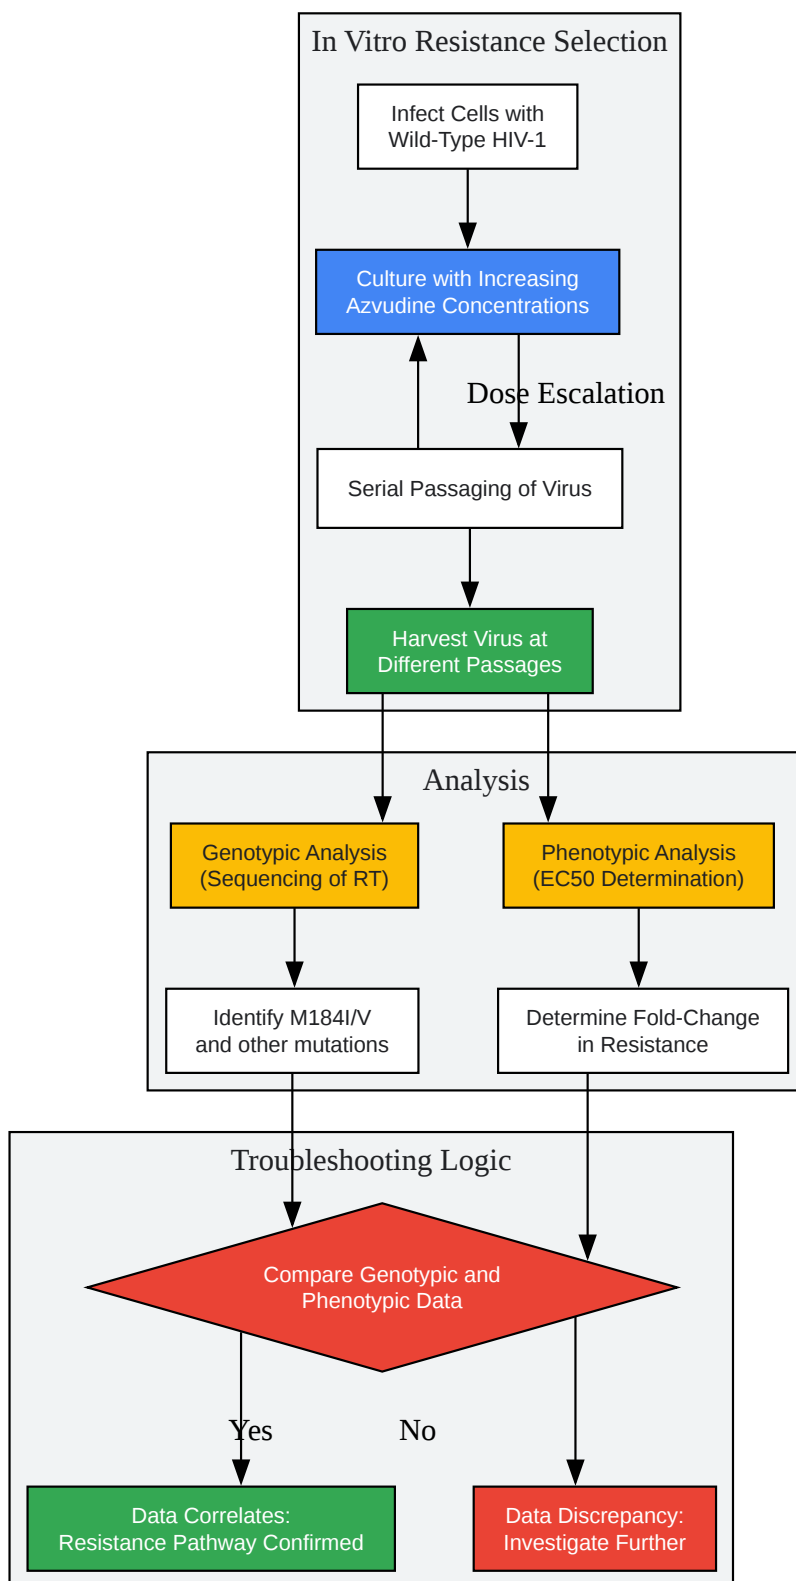 In Vitro Resistance Selection
Infect Cells with
Wild-Type HIV-1
Culture with Increasing
Azvudine Concentrations
Dose Escalation
Serial Passaging of Virus
Harvest Virus at
Different Passages
Analysis
Genotypic Analysis
(Sequencing of RT)
Phenotypic Analysis
(EC50 Determination)
Identify M184I/V
and other mutations
Determine Fold-Change
in Resistance
Troubleshooting Logic
Compare Genotypic and
Phenotypic Data
Yes
No
Data Correlates:
Resistance Pathway Confirmed
Data Discrepancy:
Investigate Further